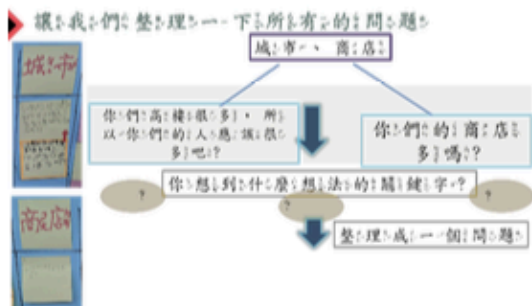 讓我們整理一下所有的問題
城市、商店
城市
你們高樓很多，所
以你們的人應該很
多吧？
你們的商店
多嗎？
你想到什麼想法的關鍵字？
?
?
?
商店
整理成一個問題